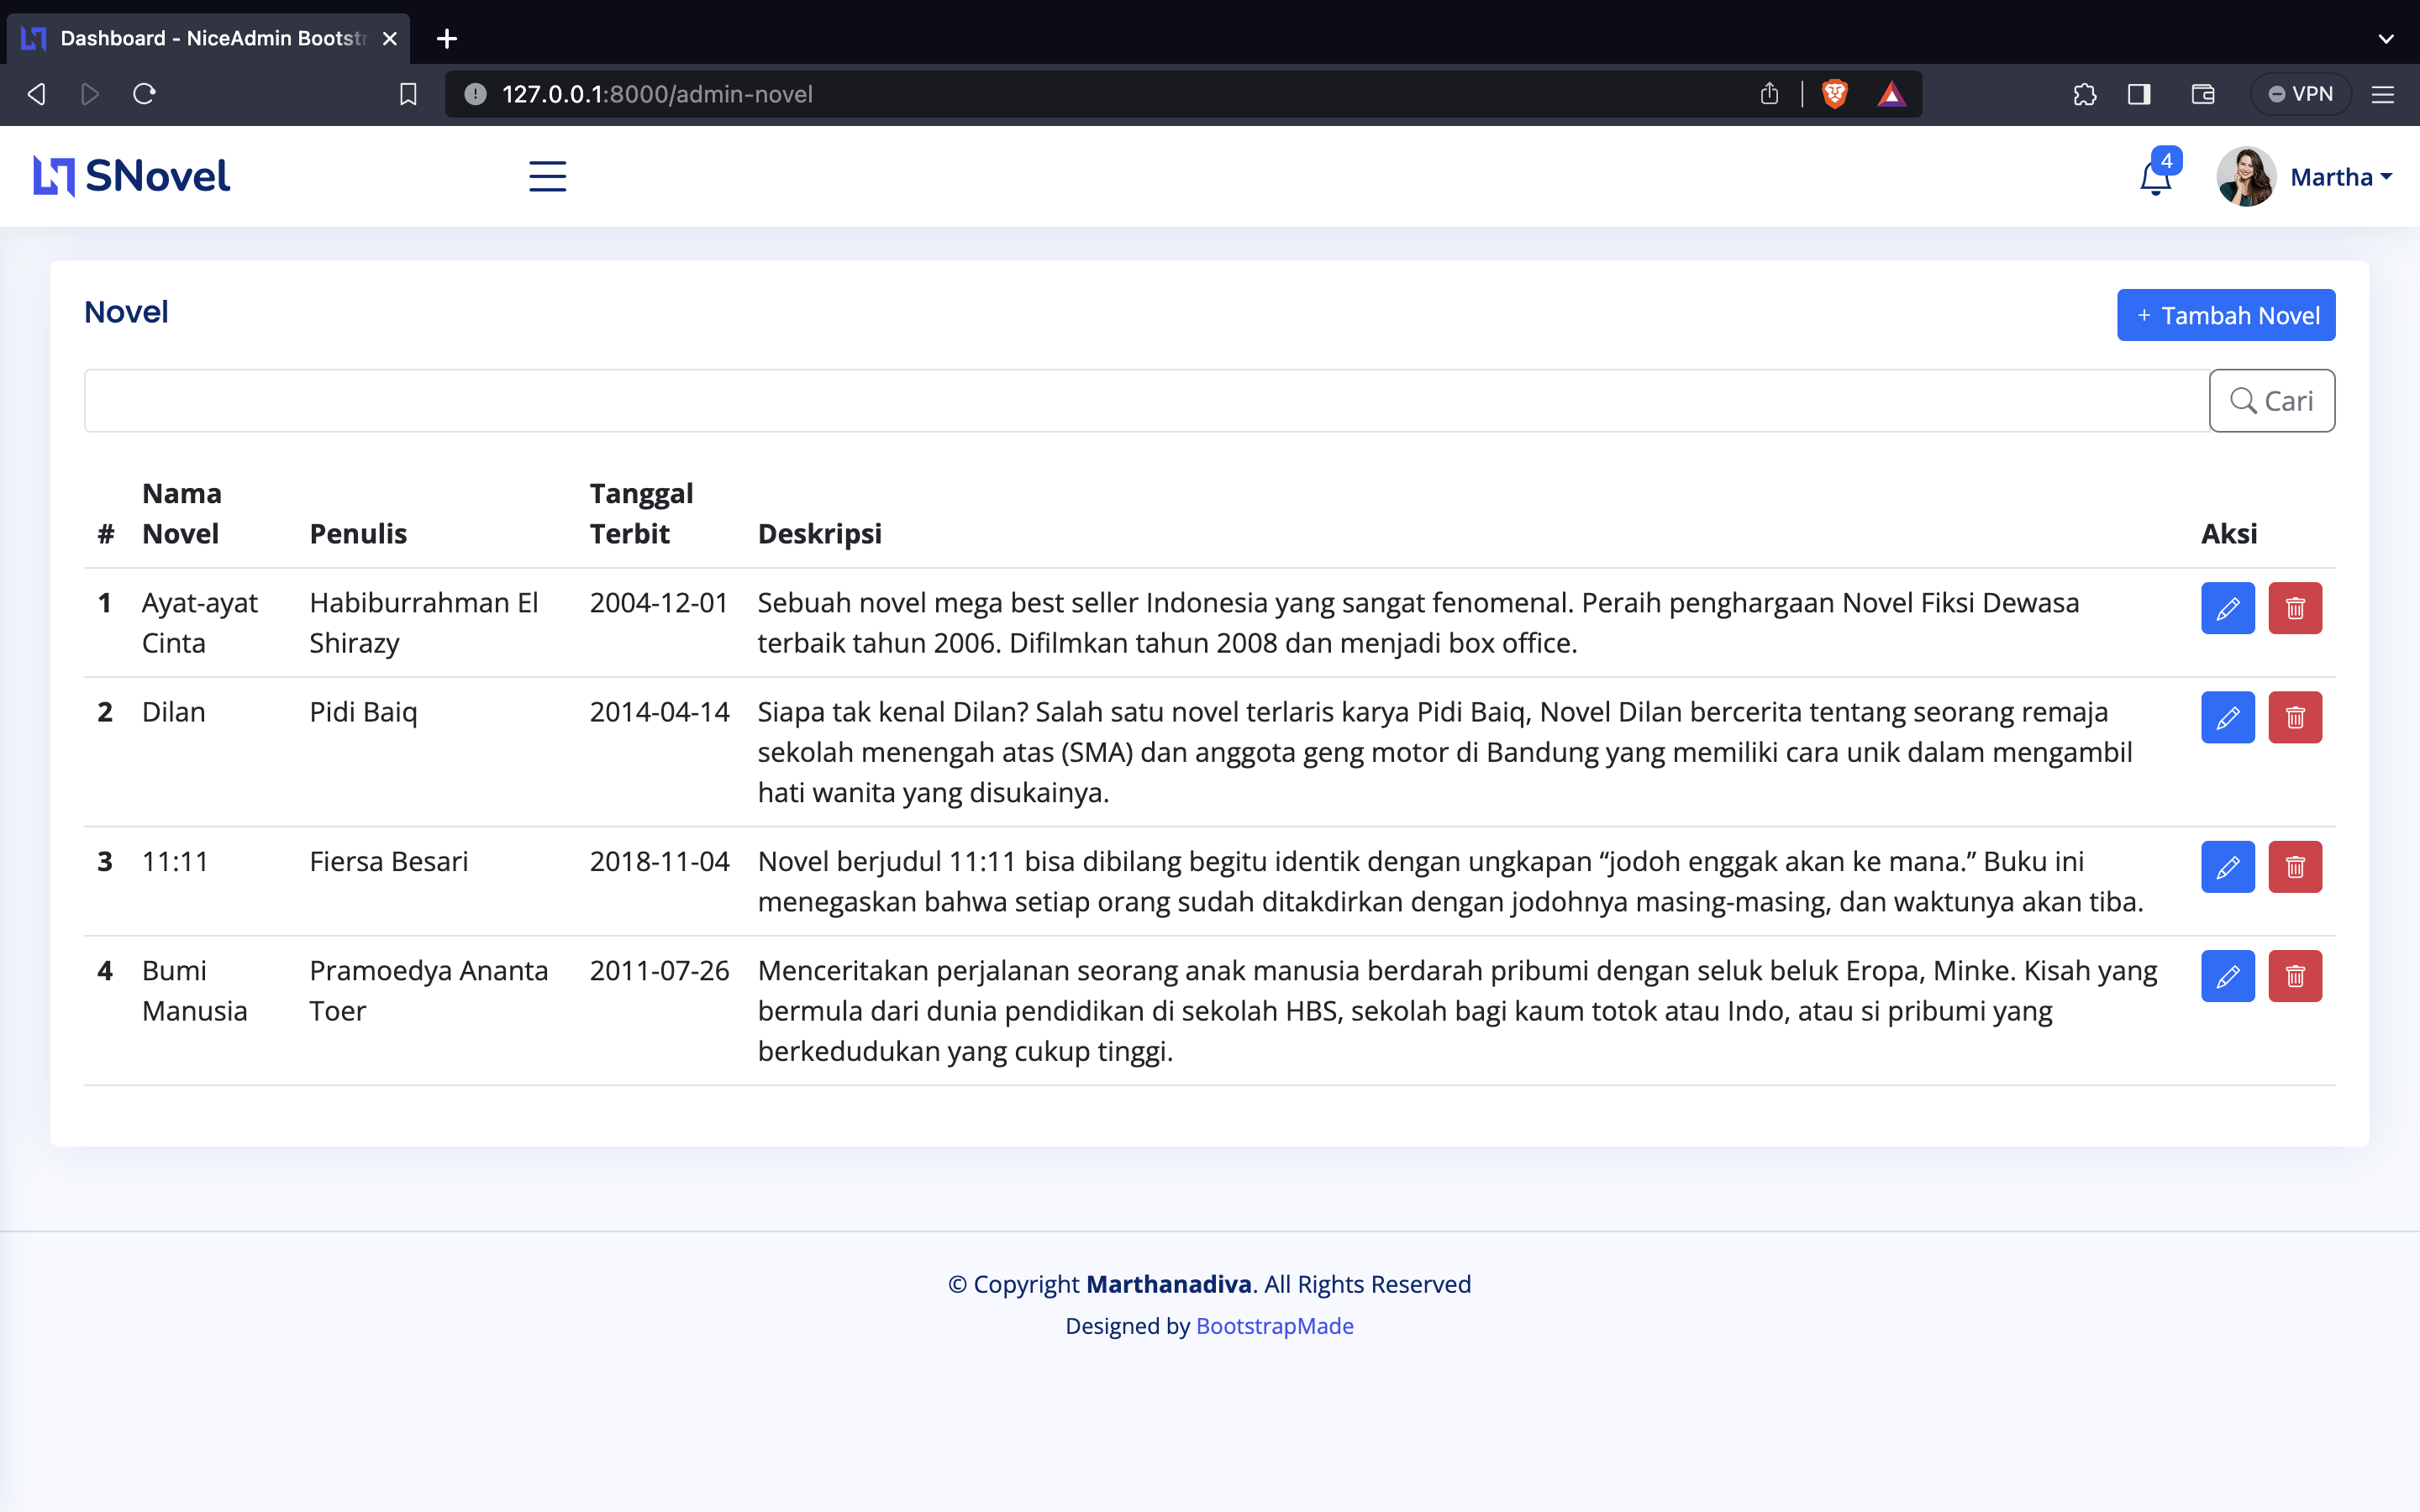 Dashboard - NiceAdmin Bootst
127.0.0.1:8000/admin-novel
VPN
SNovel
4
Martha
Novel
+ Tambah Novel
Cari
# Nama Novel Penulis Tanggal Terbit Deskripsi Aksi
1 Ayat-ayat Cinta Habiburrahman El Shirazy 2004-12-01 Sebuah novel mega best seller Indonesia yang sangat fenomenal. Peraih penghargaan Novel Fiksi Dewasa
terbaik tahun 2006. Difilmkan tahun 2008 dan menjadi box office.
2 Dilan Pidi Baiq 2014-04-14 Siapa tak kenal Dilan? Salah satu novel terlaris karya Pidi Baiq, Novel Dilan bercerita tentang seorang remaja
sekolah menengah atas (SMA) dan anggota geng motor di Bandung yang memiliki cara unik dalam mengambil
hati wanita yang disukainya.
3 11:11 Fiersa Besari 2018-11-04 Novel berjudul 11:11 bisa dibilang begitu identik dengan ungkapan “jodoh enggak akan ke mana.” Buku ini
menegaskan bahwa setiap orang sudah ditakdirkan dengan jodohnya masing-masing, dan waktunya akan tiba.
4 Bumi Manusia Pramoedya Ananta Toer 2011-07-26 Menceritakan perjalanan seorang anak manusia berdarah pribumi dengan seluk beluk Eropa, Minke. Kisah yang
bermula dari dunia pendidikan di sekolah HBS, sekolah bagi kaum totok atau Indo, atau si pribumi yang
berkedudukan yang cukup tinggi.
© Copyright Marthanadiva. All Rights Reserved
Designed by BootstrapMade